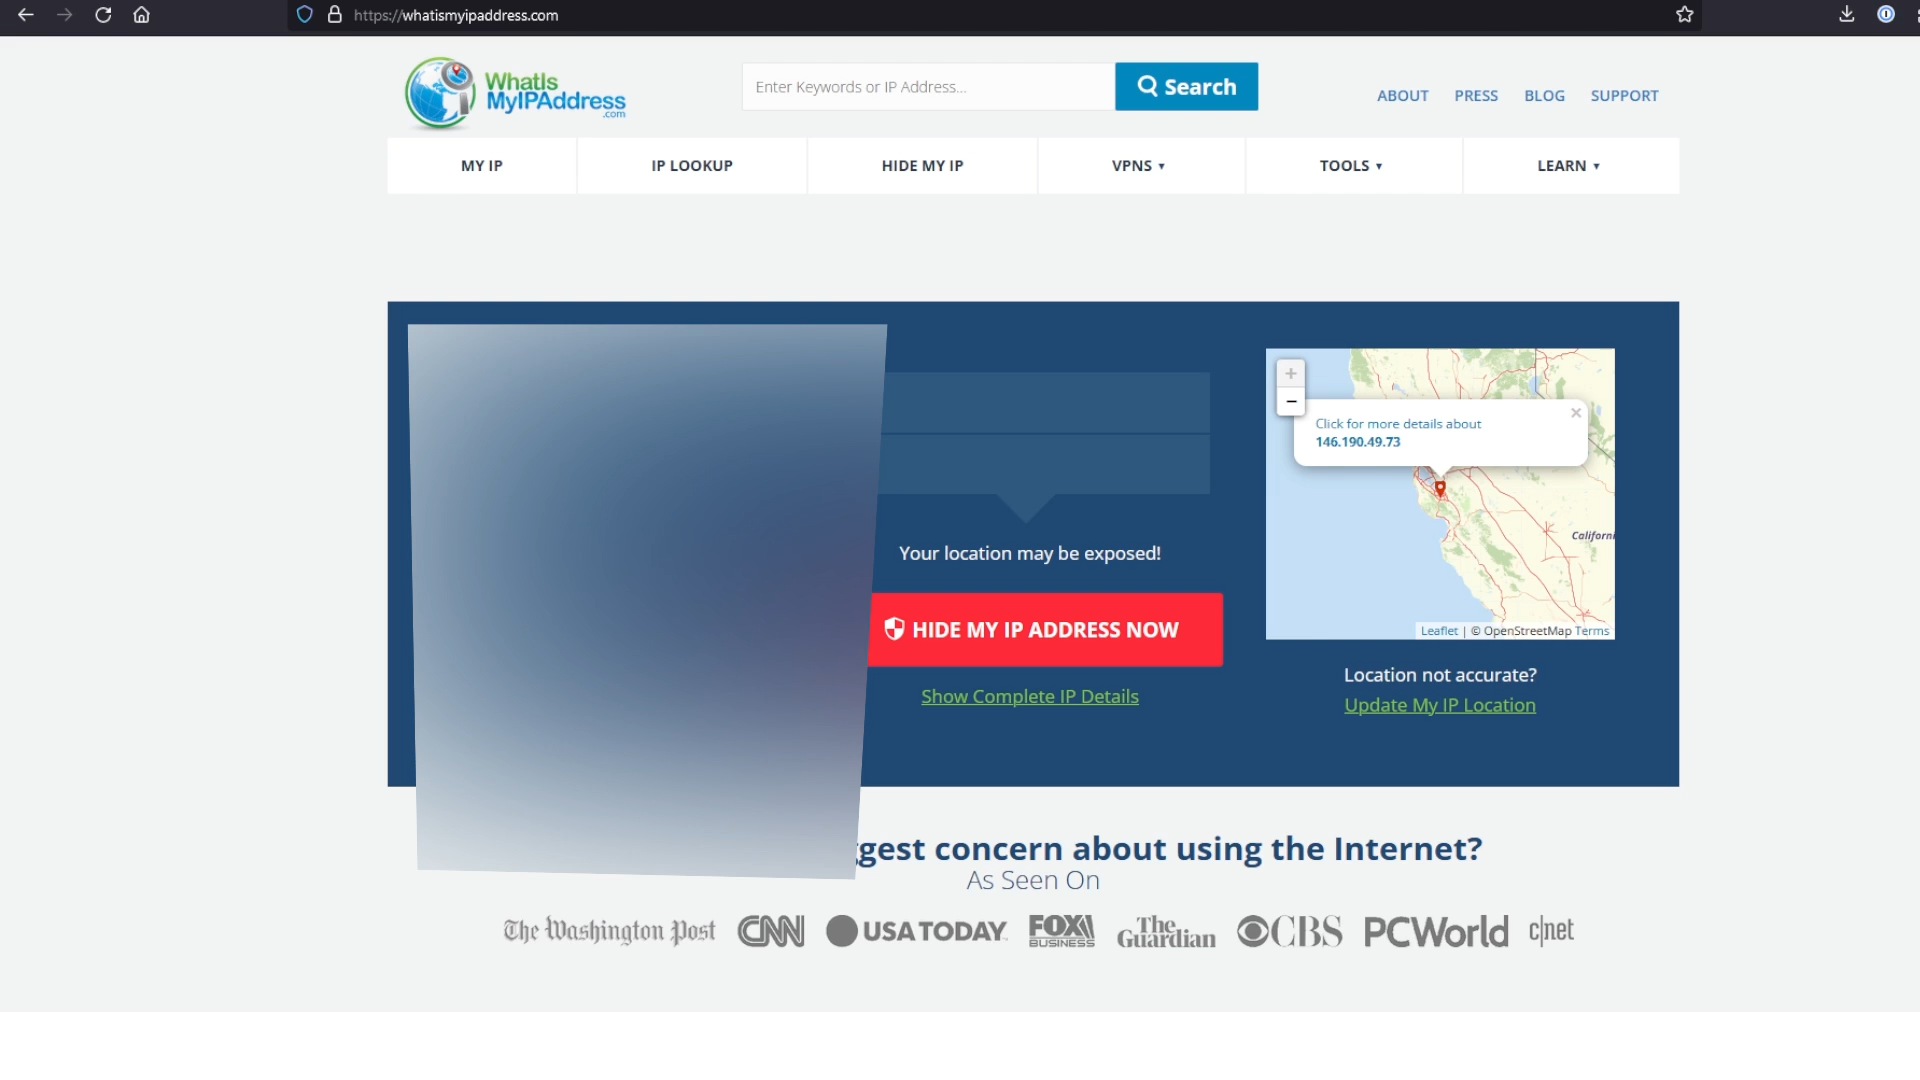 https://whatismyipaddress.com
WhatIs
MyIPAddress
.com
Enter Keywords or IP Address...
Search
ABOUT
PRESS
BLOG
SUPPORT
MY IP
IP LOOKUP
HIDE MY IP
VPNS
TOOLS
LEARN
Your location may be exposed!
HIDE MY IP ADDRESS NOW
Show Complete IP Details
+
−
Click for more details about
146.190.49.73
×
Californi
Leaflet | © OpenStreetMap Terms
Location not accurate?
Update My IP Location
gest concern about using the Internet?
As Seen On
The Washington Post
CNN
USA TODAY
FOX
BUSINESS
The
Guardian
CBS
PCWorld
c|net